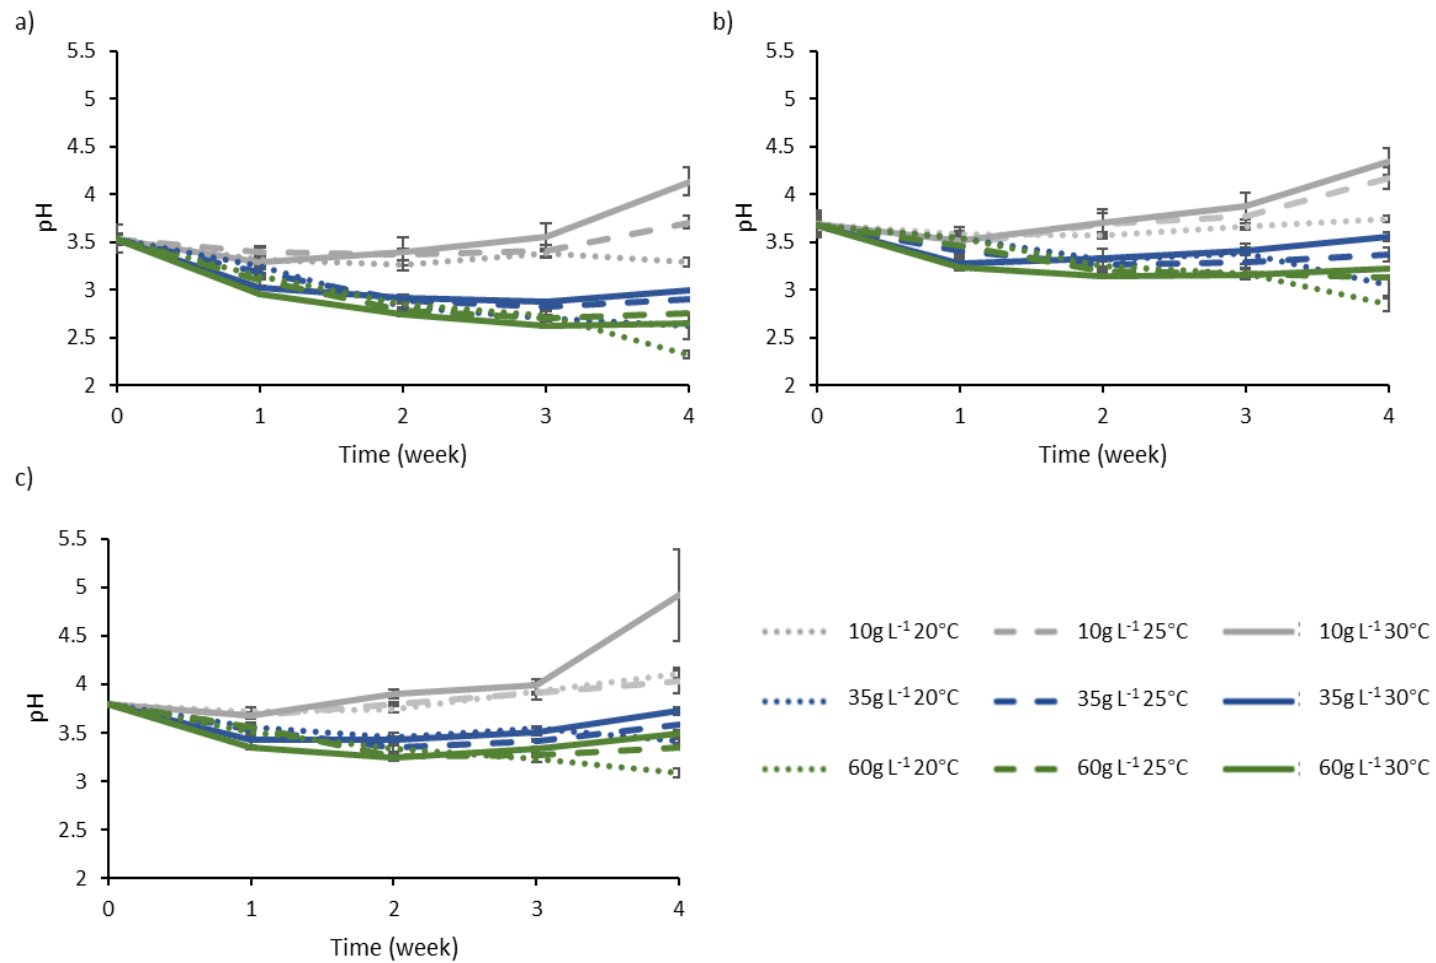 a)
5.5
5
4.5
4
3.5
3
2.5
2
pH
0 1 2 3 4
Time (week)
b)
5.5
5
4.5
4
3.5
3
2.5
2
pH
0 1 2 3 4
Time (week)
c)
5.5
5
4.5
4
3.5
3
2.5
2
pH
0 1 2 3 4
Time (week)
10g L⁻¹ 20°C 10g L⁻¹ 25°C 10g L⁻¹ 30°C
35g L⁻¹ 20°C 35g L⁻¹ 25°C 35g L⁻¹ 30°C
60g L⁻¹ 20°C 60g L⁻¹ 25°C 60g L⁻¹ 30°C